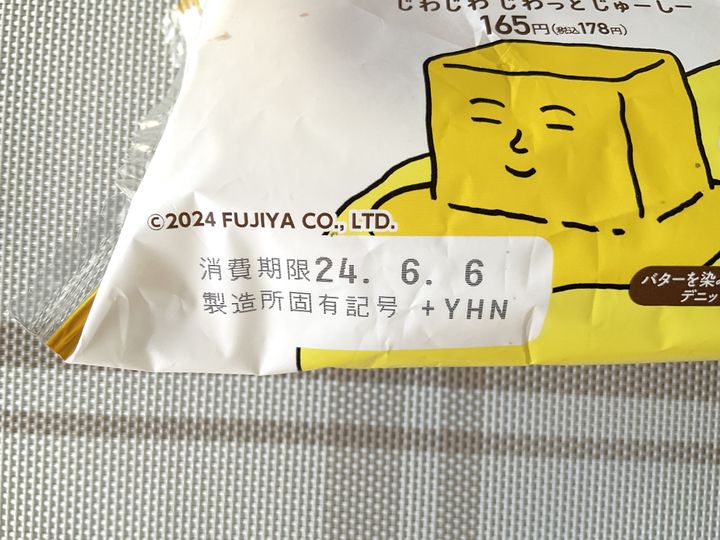 じわじわ じわっとじゅーしー
165円(税込178円)
©2024 FUJIYA CO., LTD.
消費期限24. 6. 6
製造所固有記号 +YHN
バターを染み
デニッ